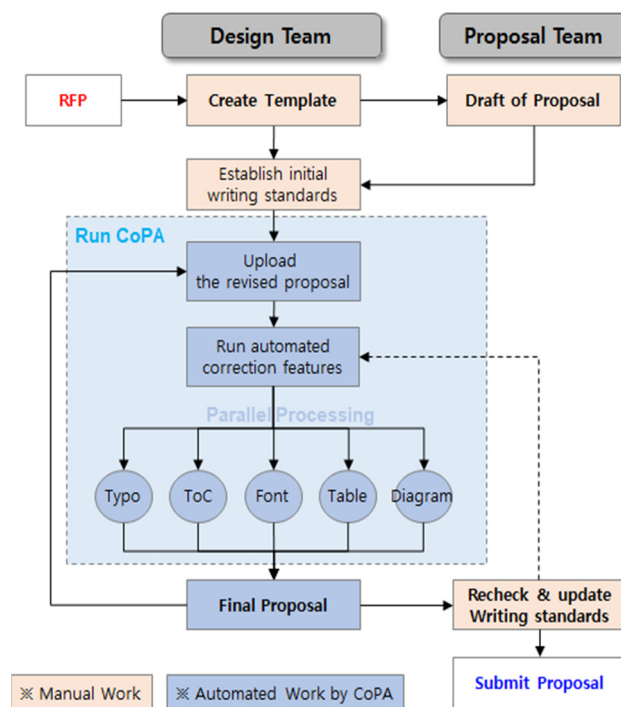 Design Team
Proposal Team
RFP
Create Template
Draft of Proposal
Establish initial
writing standards
Run CoPA
Upload
the revised proposal
Run automated
correction features
Parallel Processing
Typo
ToC
Font
Table
Diagram
Final Proposal
Recheck & update
Writing standards
※ Manual Work
※ Automated Work by CoPA
Submit Proposal